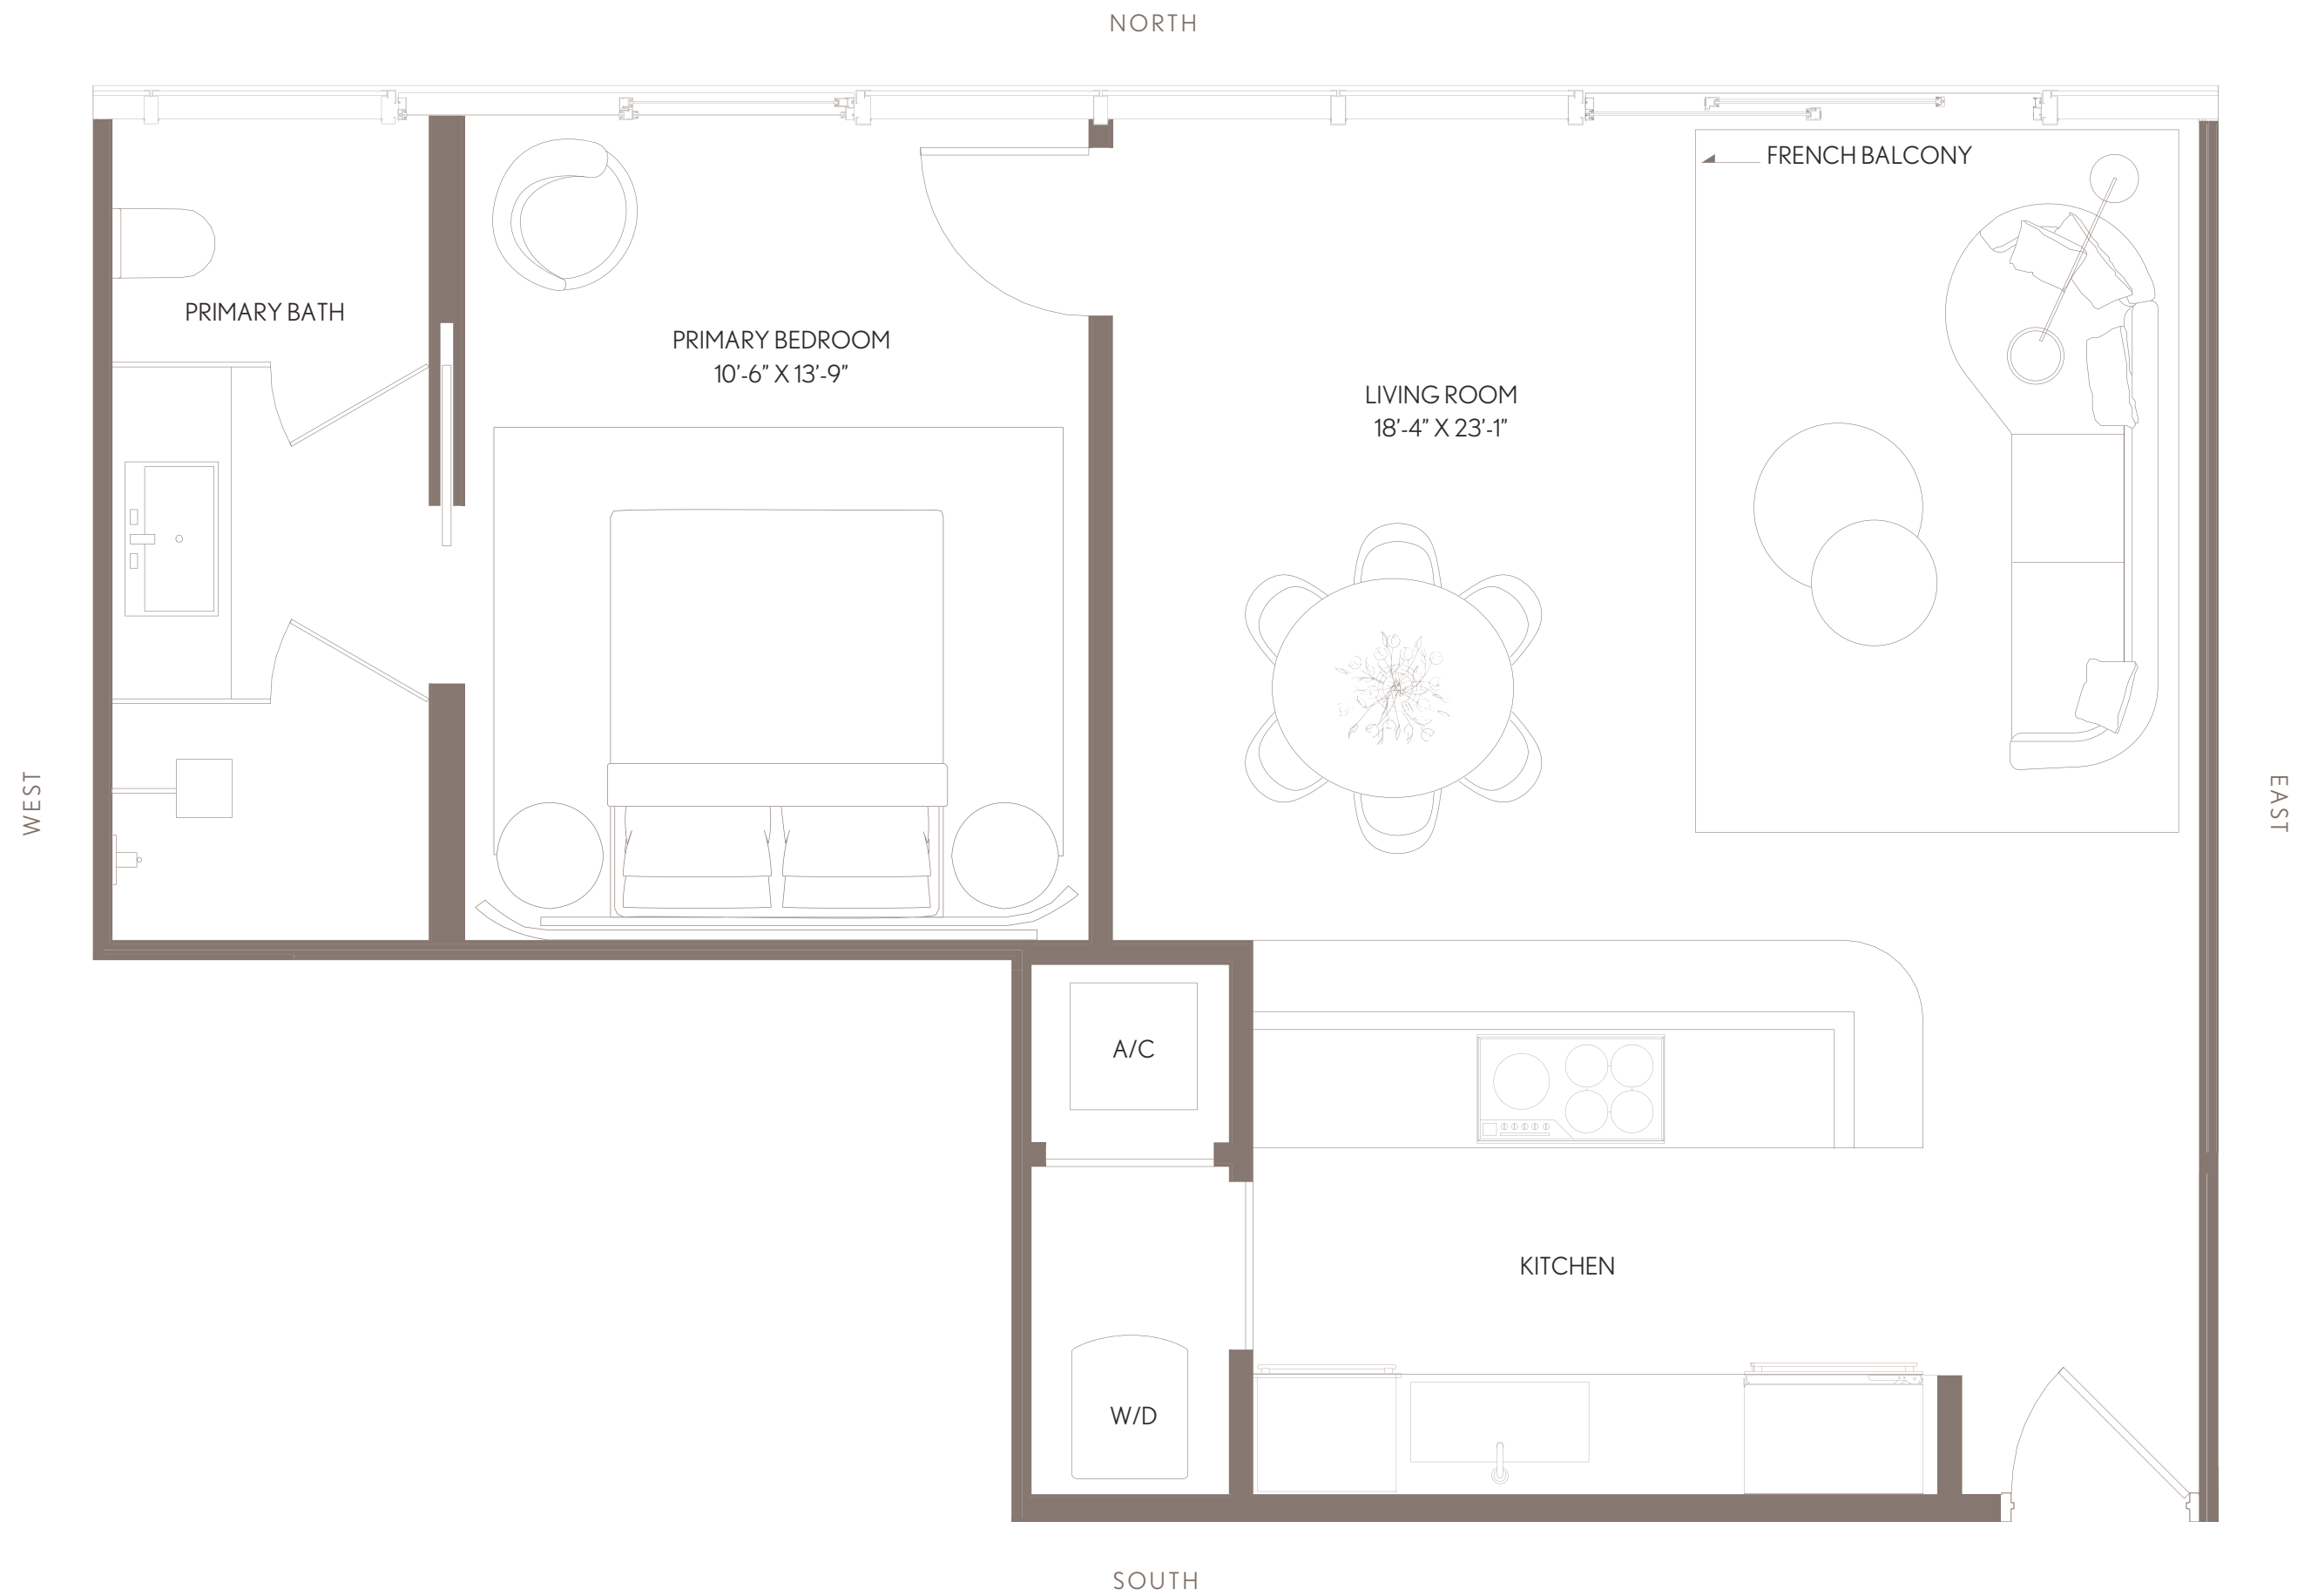 NORTH
FRENCH BALCONY
PRIMARY BATH
PRIMARY BEDROOM
10’-6” X 13’-9”
LIVING ROOM
18’-4” X 23’-1”
WEST
EAST
A/C
KITCHEN
W/D
SOUTH